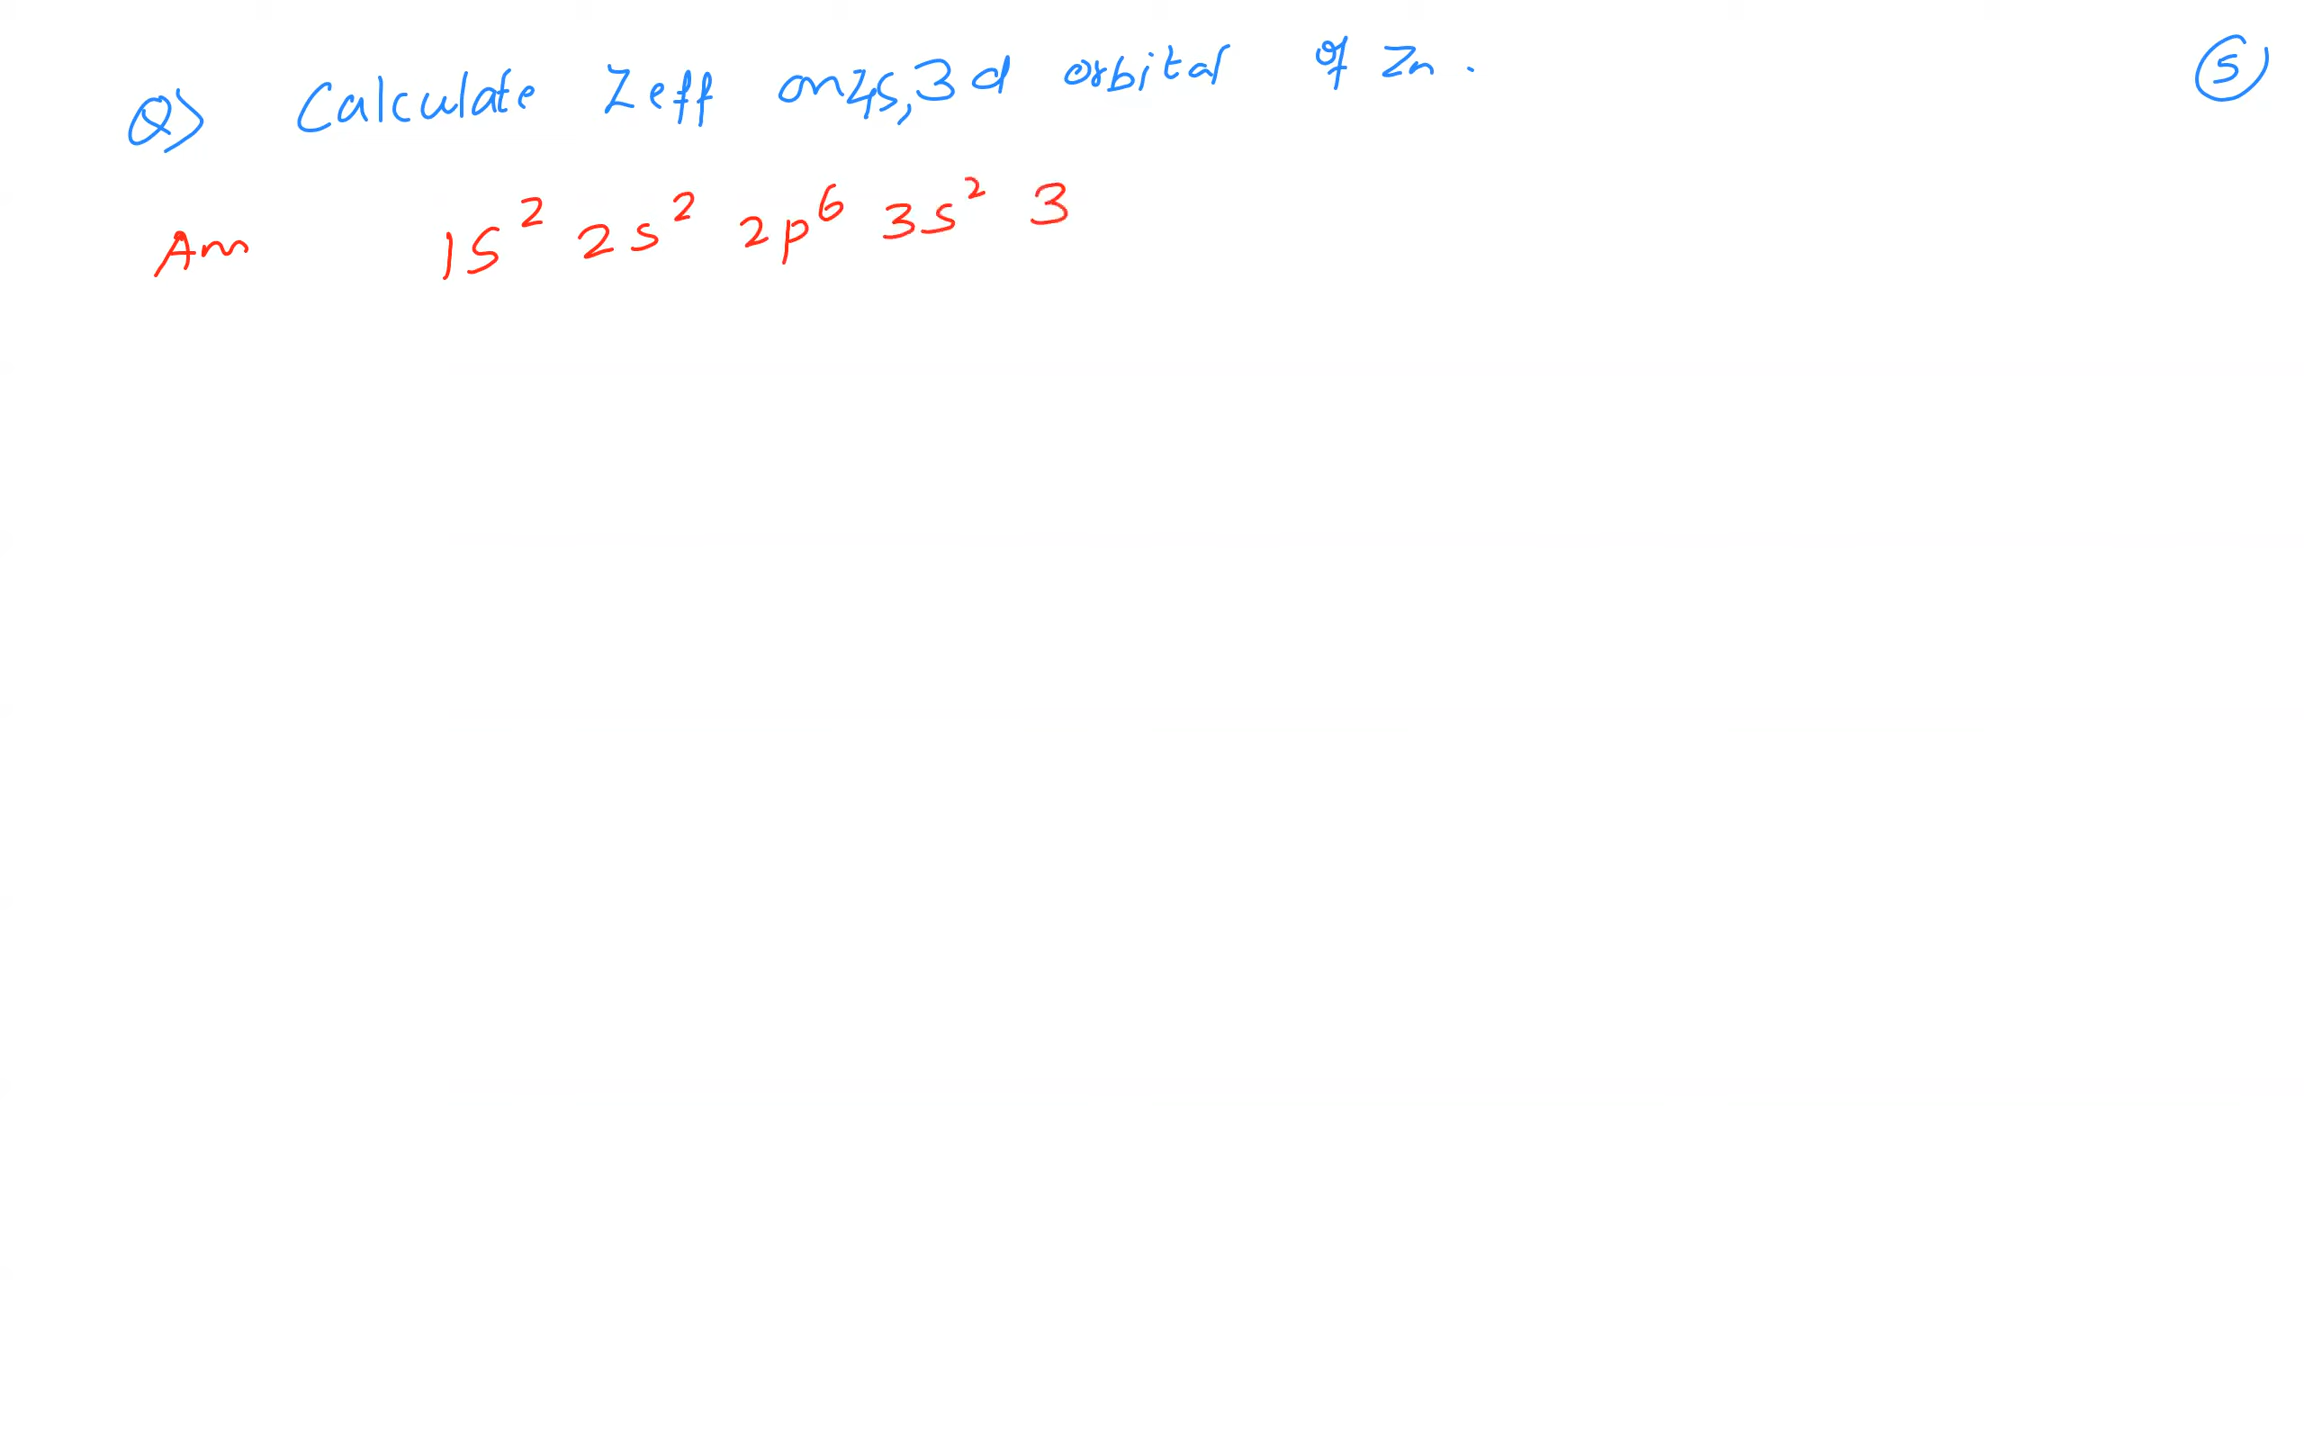 Q> Calculate Zeff on 4s, 3d orbital of Zn. ⑤
Ans 1s² 2s² 2p⁶ 3s² 3